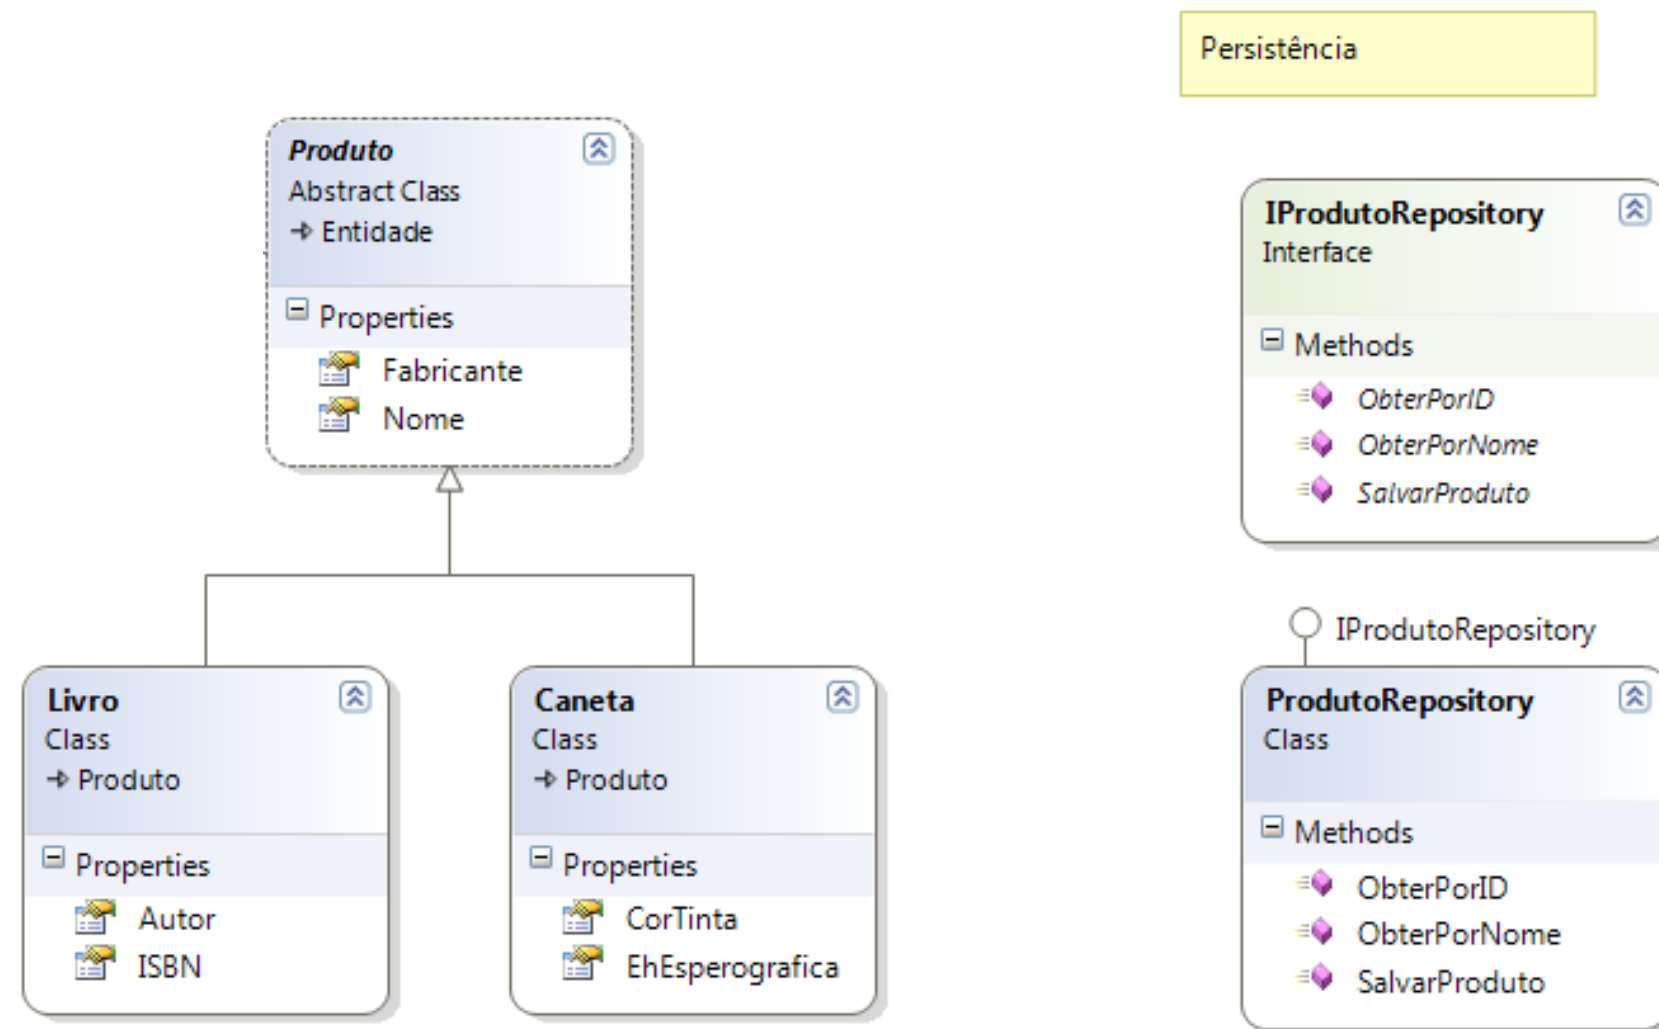 Persistência
Produto
Abstract Class
Entidade
Properties
Fabricante
Nome
IProdutoRepository
Interface
Methods
ObterPorID
ObterPorNome
SalvarProduto
Livro
Class
Produto
Properties
Autor
ISBN
Caneta
Class
Produto
Properties
CorTinta
EhEsperografica
IProdutoRepository
ProdutoRepository
Class
Methods
ObterPorID
ObterPorNome
SalvarProduto